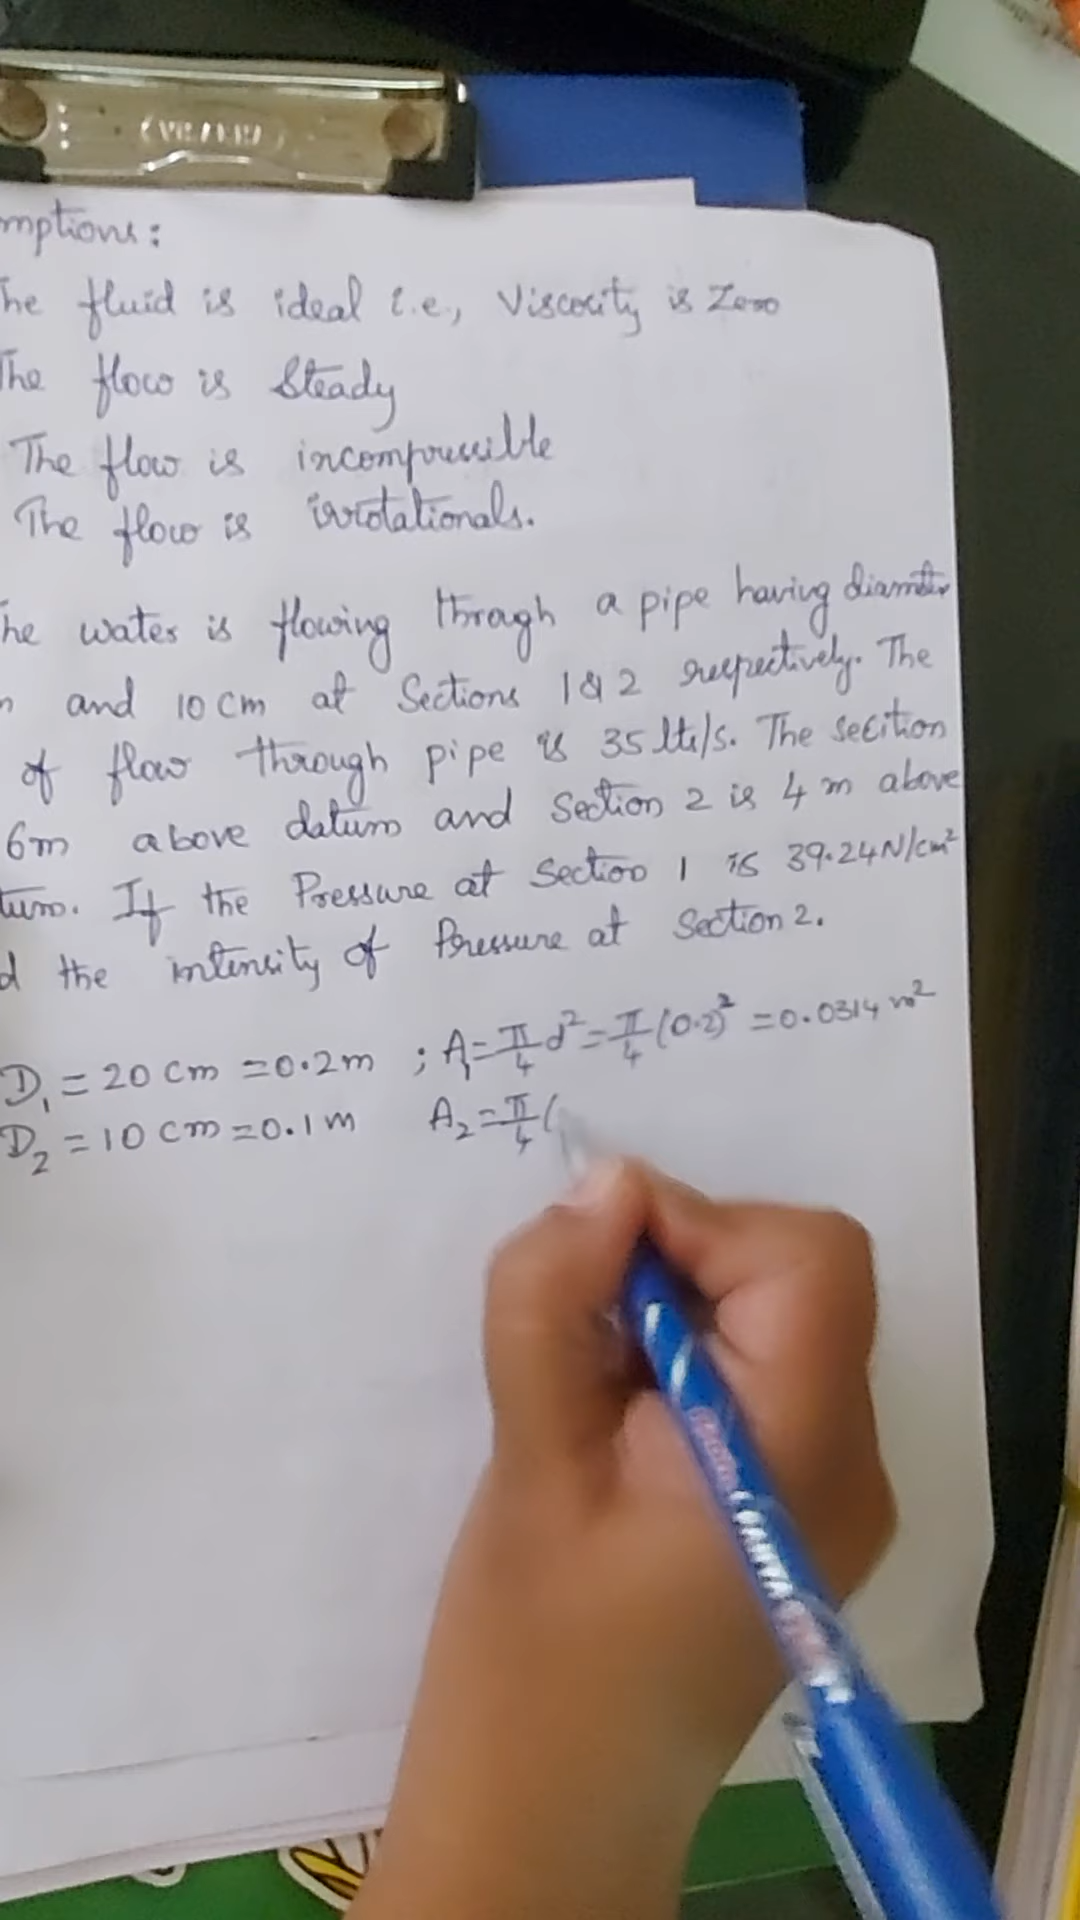 mptions:
he fluid is ideal i.e., Viscosity is Zero
The flow is Steady
The flow is incompressible
The flow is irrotationals.
he water is flowing through a pipe having diameter
and 10 cm at Sections 1 & 2 respectively. The
of flow through pipe is 35 lts/s. The section
6m above datum and Section 2 is 4 m above
tum. If the Pressure at Section 1 is 39.24 N/cm²
d the intensity of Pressure at Section 2.
D₁ = 20 cm = 0.2 m ; A₁ = π/4 d² = π/4 (0.2)² = 0.0314 m²
D₂ = 10 cm = 0.1 m A₂ = π/4 (